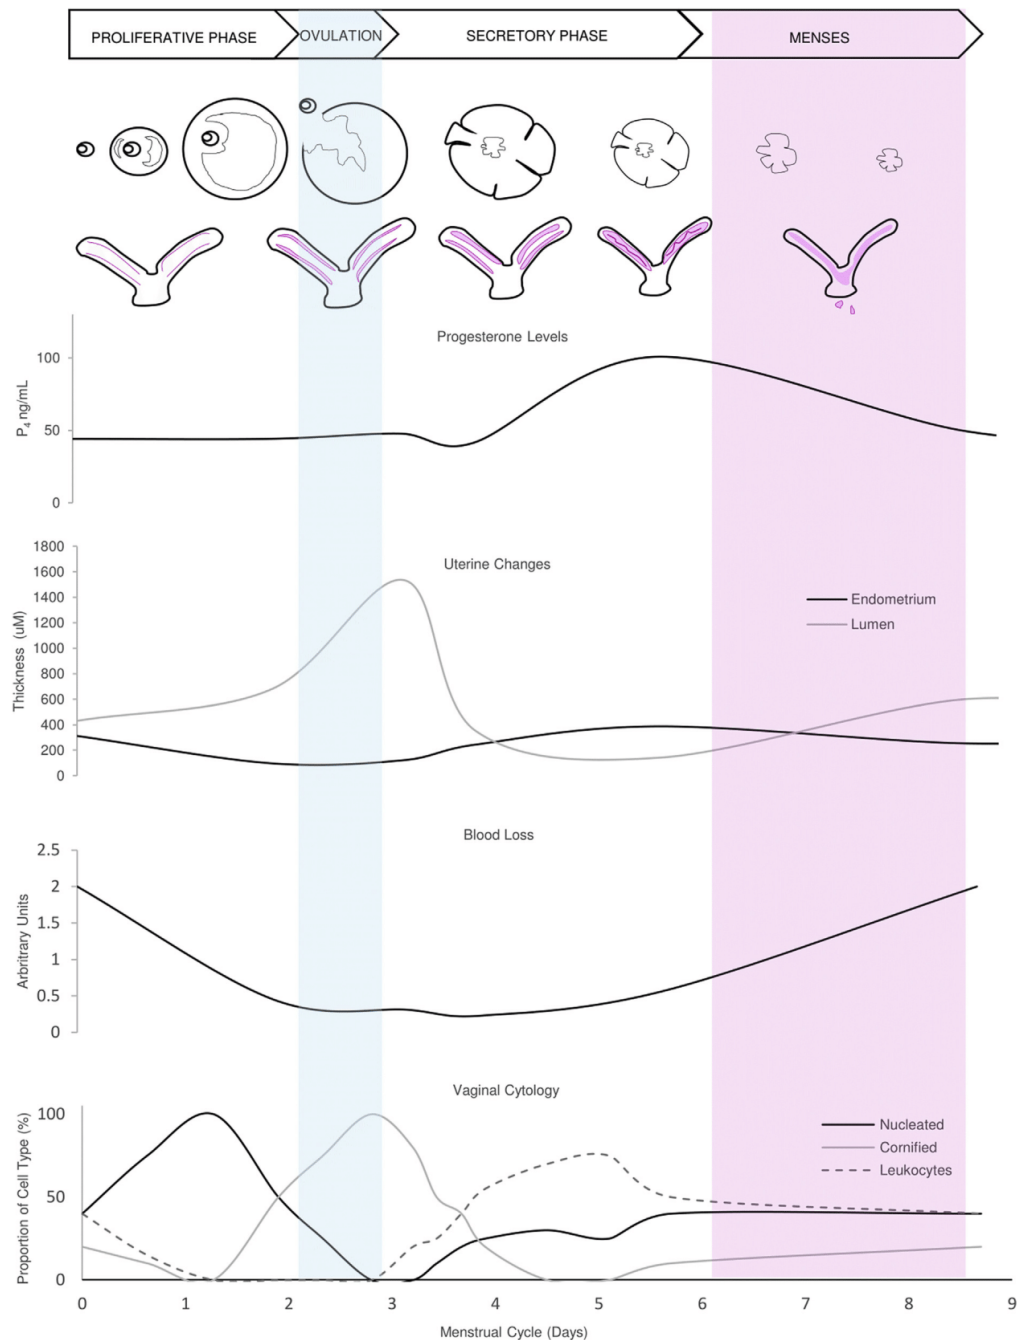 PROLIFERATIVE PHASE
OVULATION
SECRETORY PHASE
MENSES
Progesterone Levels
P4 ng/mL
100
50
0
Uterine Changes
Thickness (uM)
1800
1600
1400
1200
1000
800
600
400
200
0
Endometrium
Lumen
Blood Loss
Arbritrary Units
2.5
2
1.5
1
0.5
0
Vaginal Cytology
Proportion of Cell Type (%)
100
50
0
Nucleated
Cornified
Leukocytes
0 1 2 3 4 5 6 7 8 9
Menstrual Cycle (Days)